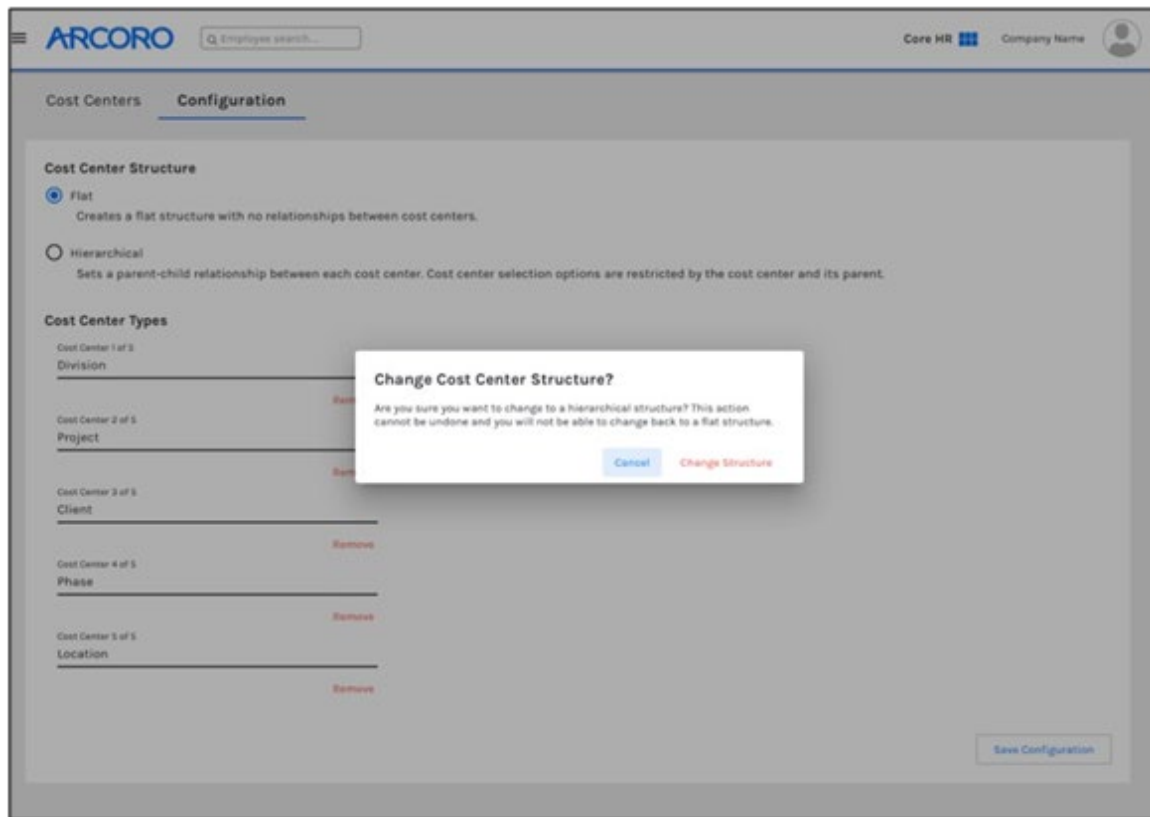 ARCORO
Employee search...
Core HR
Company Name
Cost Centers
Configuration
Cost Center Structure
Flat
Creates a flat structure with no relationships between cost centers.
Hierarchical
Sets a parent-child relationship between each cost center. Cost center selection options are restricted by the cost center and its parent.
Cost Center Types
Cost Center 1 of 5
Division
Cost Center 2 of 5
Project
Cost Center 3 of 5
Client
Remove
Cost Center 4 of 5
Phase
Remove
Cost Center 5 of 5
Location
Remove
Change Cost Center Structure?
Are you sure you want to change to a hierarchical structure? This action
cannot be undone and you will not be able to change back to a flat structure.
Cancel
Change Structure
Save Configuration